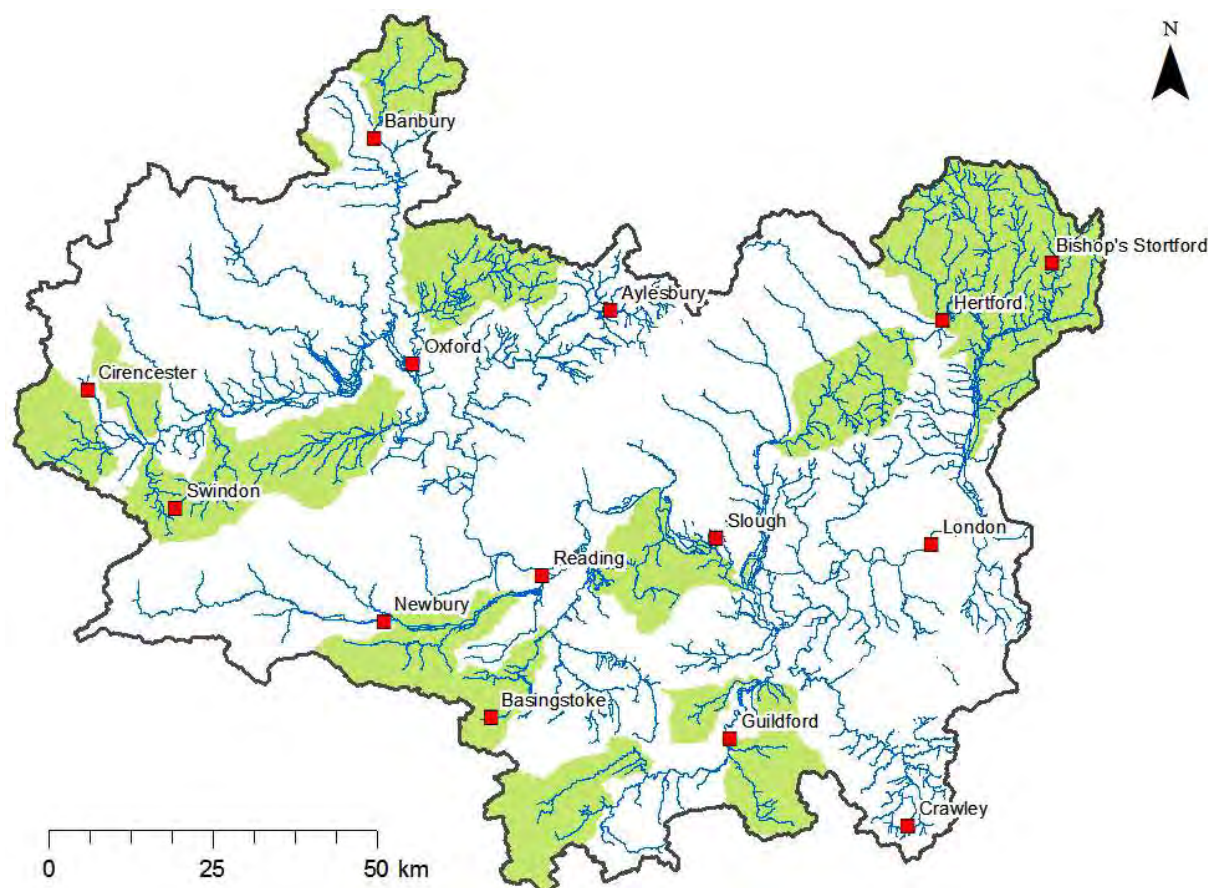 N
Banbury
Bishop's Stortford
Aylesbury
Hertford
Oxford
Cirencester
Swindon
Slough
London
Reading
Newbury
Basingstoke
Guildford
Crawley
0 25 50 km